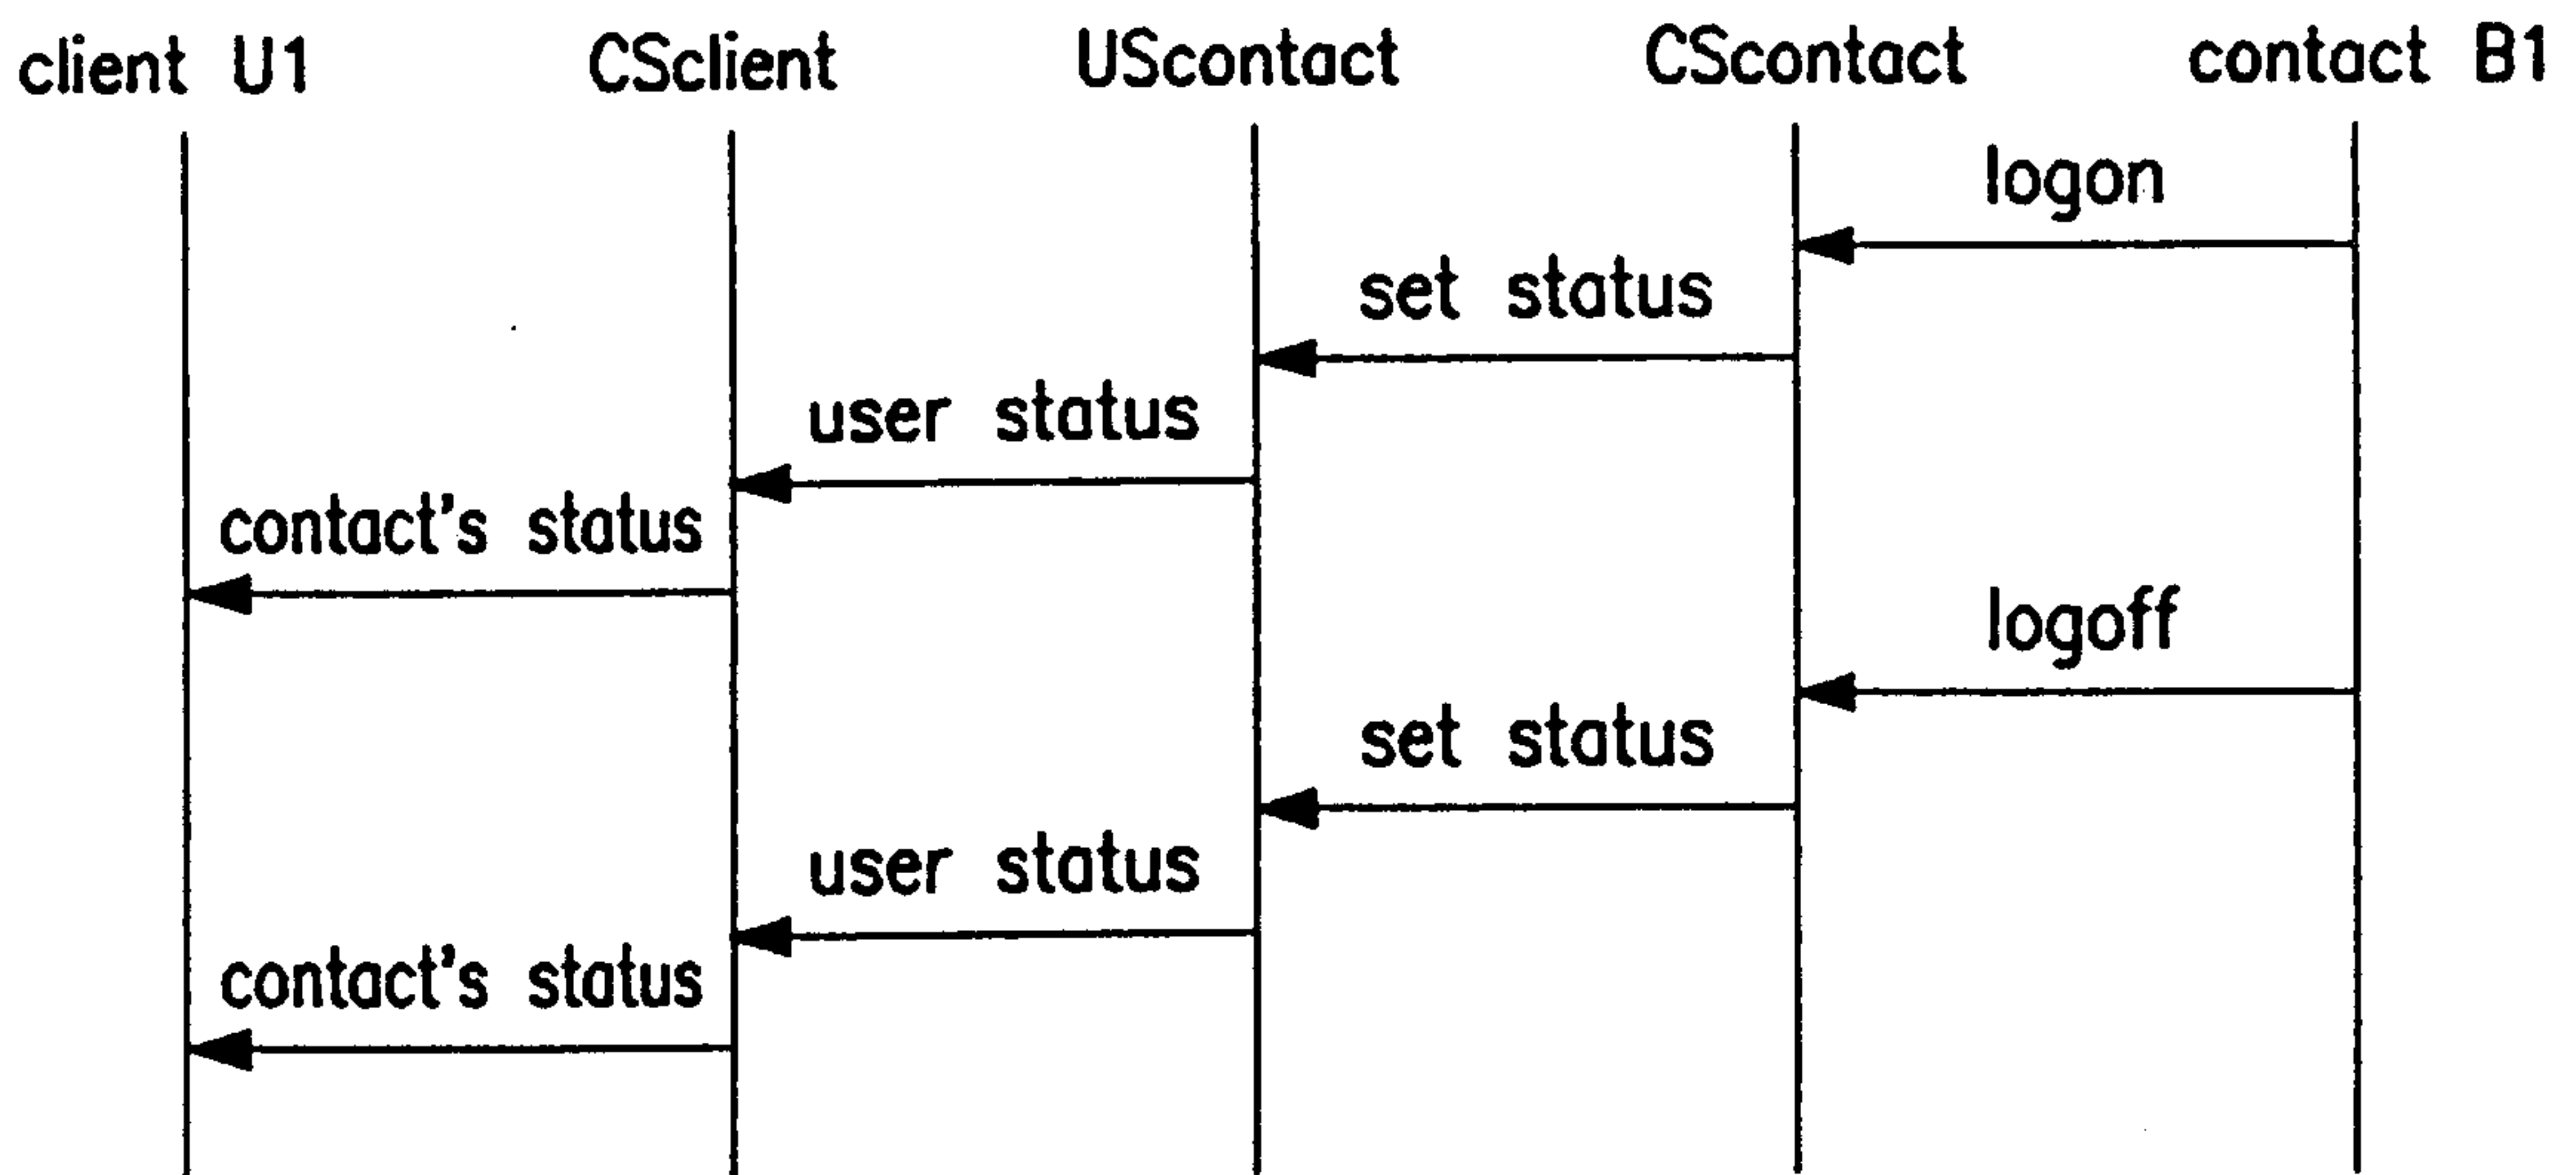 client U1
CSclient
UScontact
CScontact
contact B1
logon
set status
user status
contact's status
logoff
set status
user status
contact's status